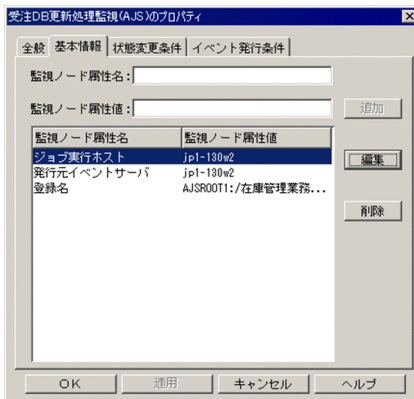 受注DB更新処理監視(AJS)のプロパティ
全般 基本情報 状態変更条件 イベント発行条件
監視ノード属性名:
監視ノード属性値:
追加
監視ノード属性名 監視ノード属性値
ジョブ実行ホスト jp1-130w2
編集
発行元イベントサーバ jp1-130w2
登録名 AJSROOT1:/在庫管理業務...
削除
OK 適用 キャンセル ヘルプ